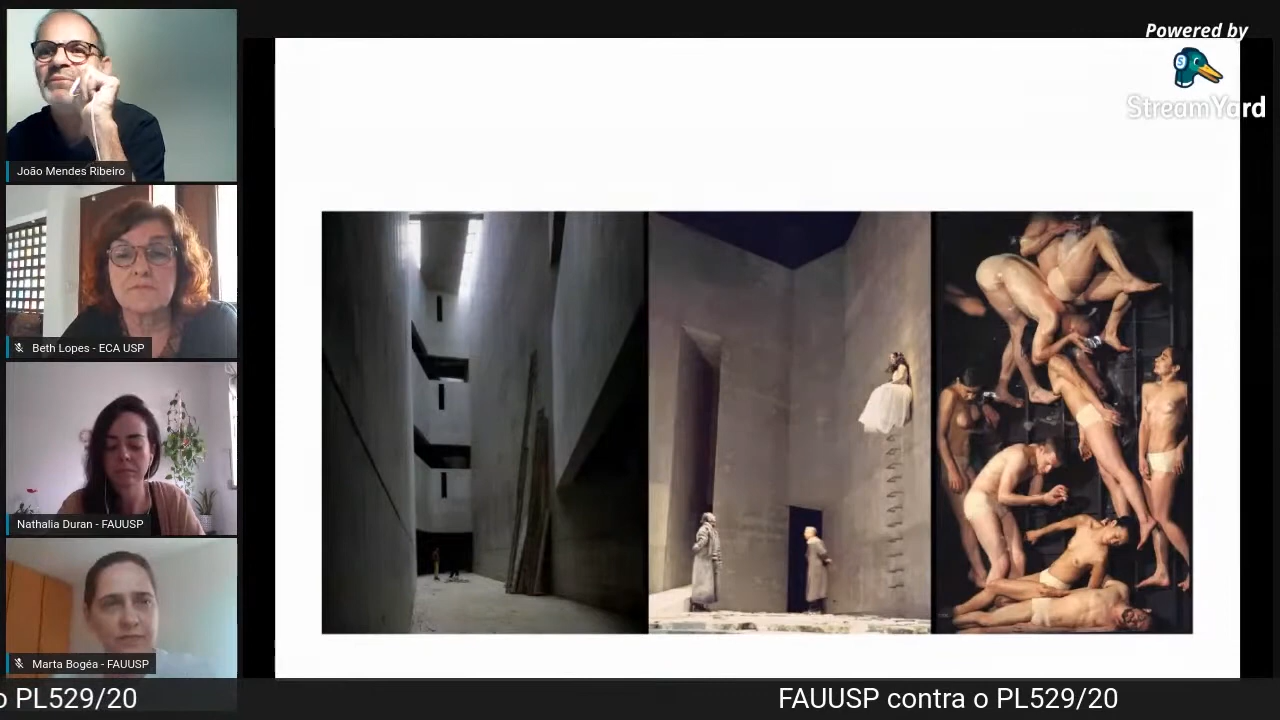 Powered by
StreamYard
João Mendes Ribeiro
Beth Lopes - ECA USP
Nathalia Duran - FAUUSP
Marta Bogéa - FAUUSP
o PL529/20
FAUUSP contra o PL529/20